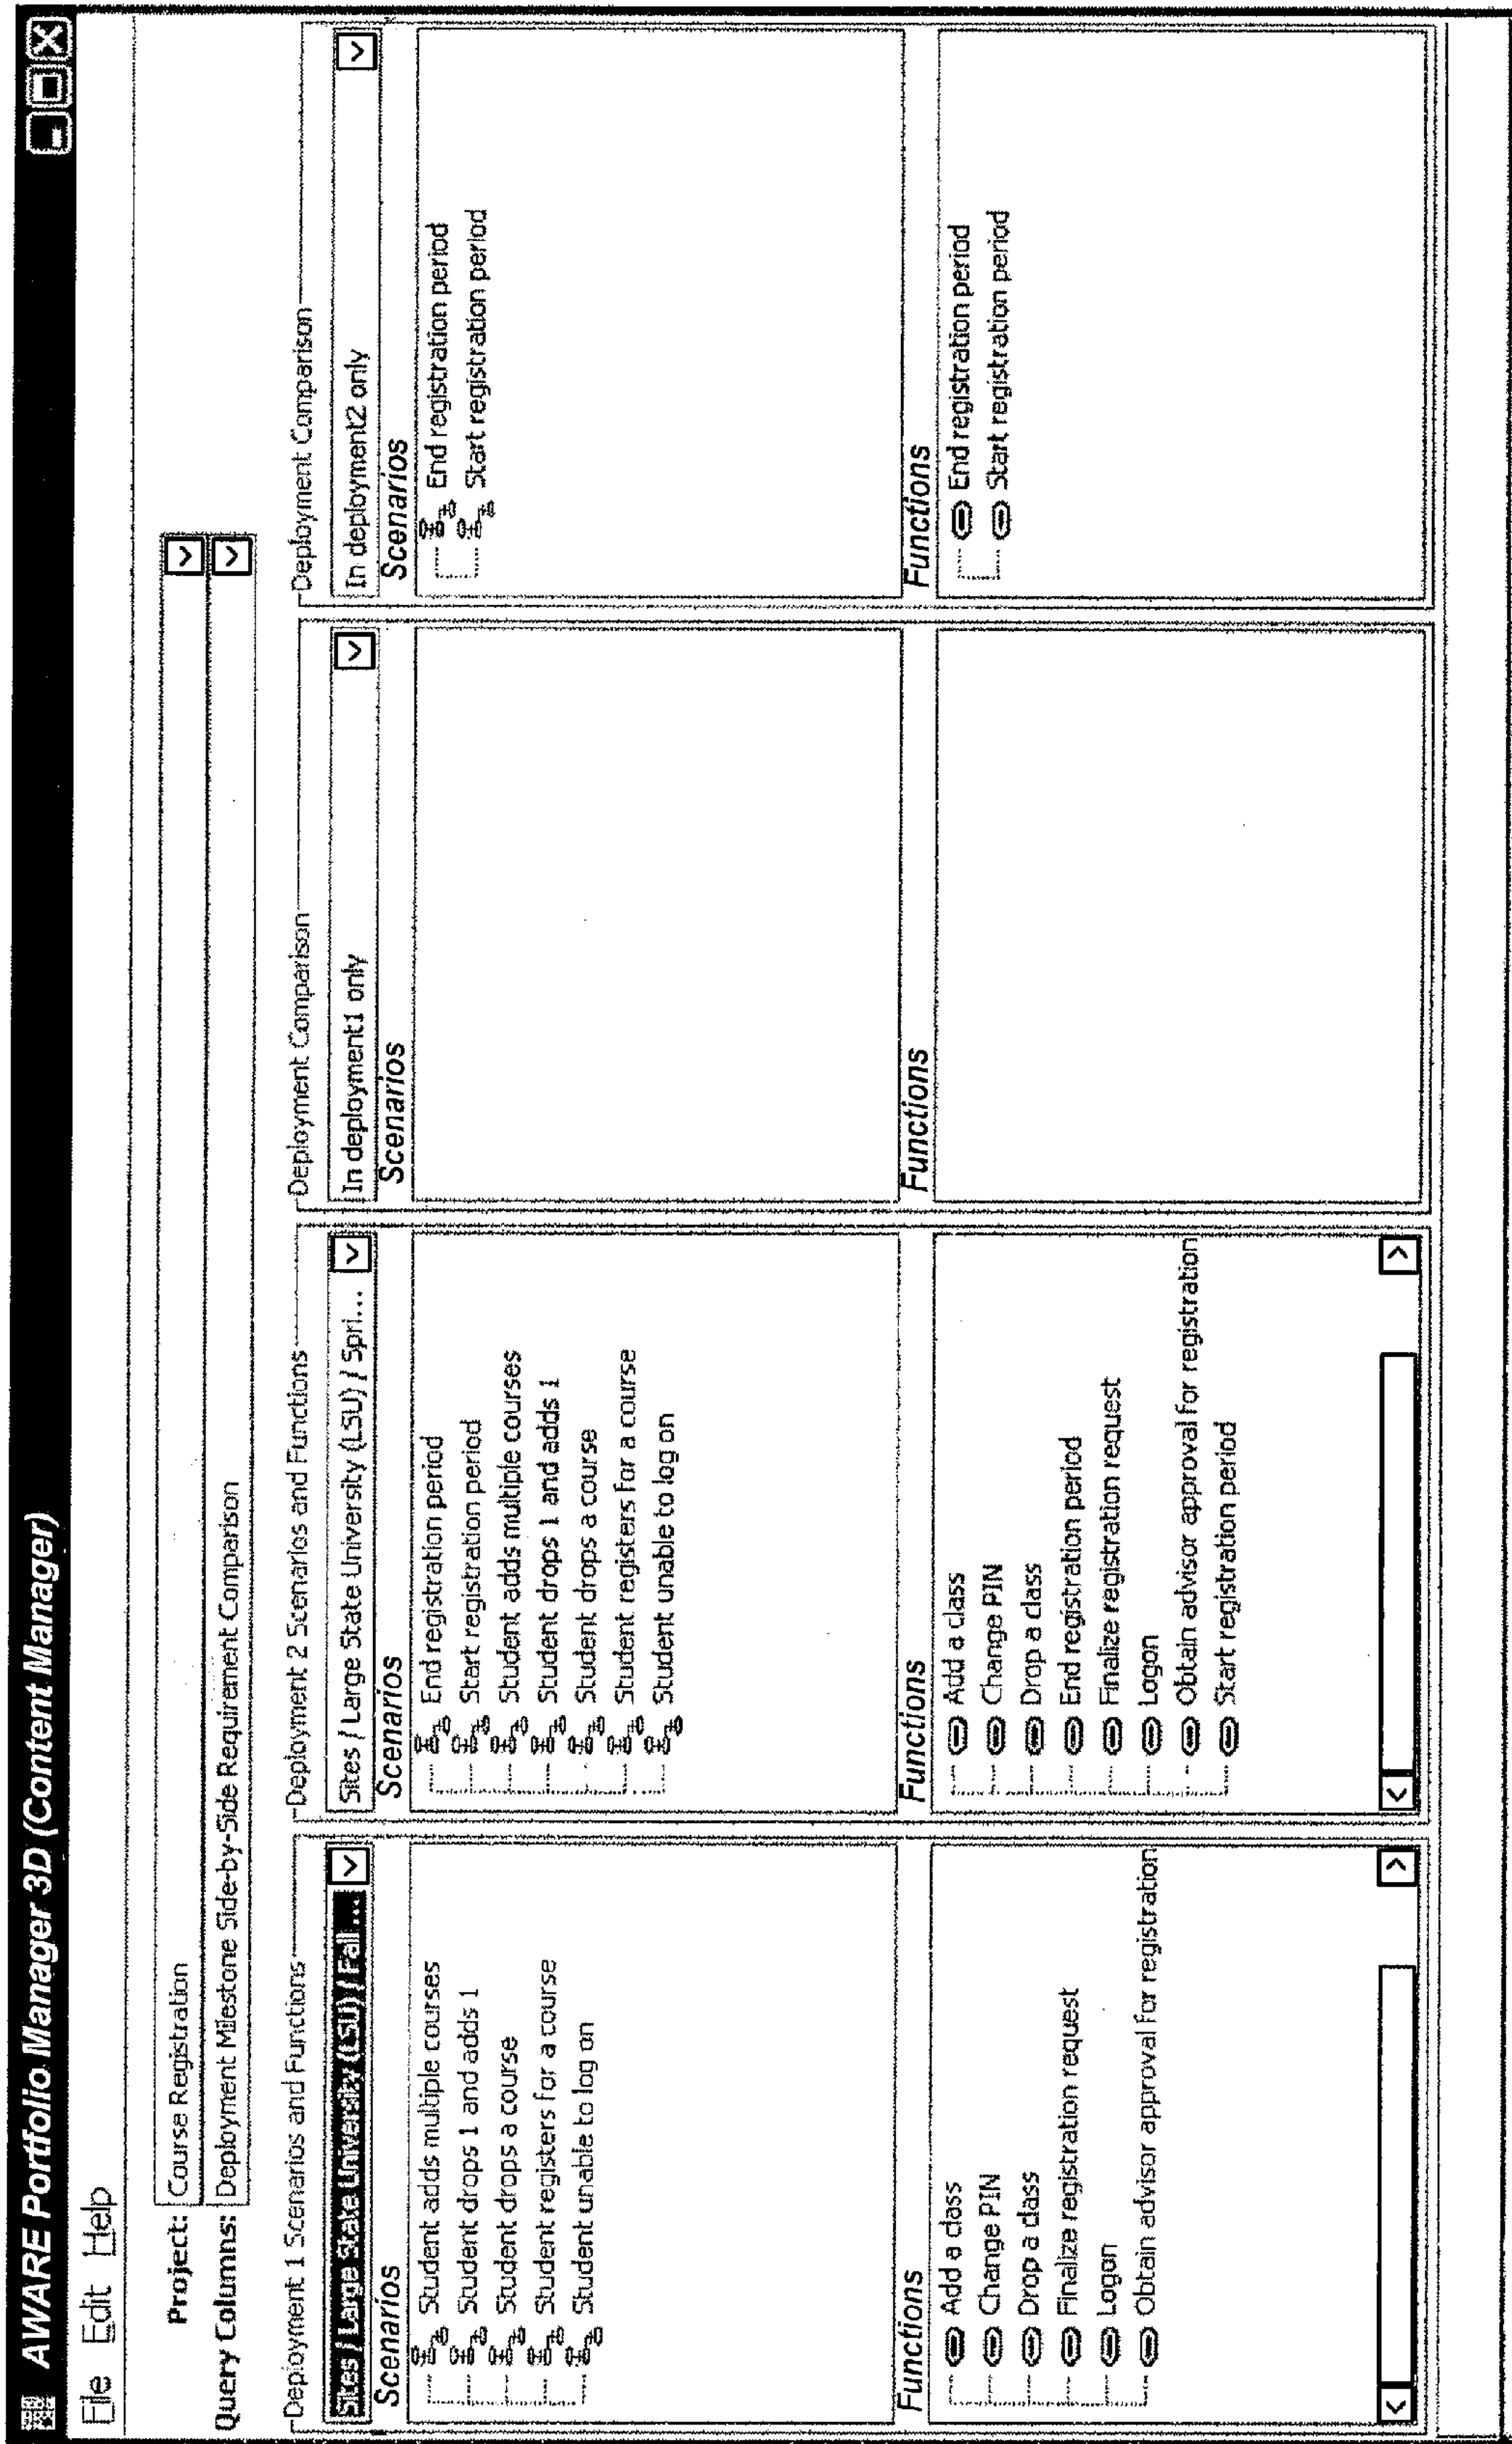 AWARE Portfolio Manager 3D (Content Manager)
File Edit Help
Project: Course Registration
Query Columns: Deployment Milestone Side-by-Side Requirement Comparison
Deployment 1 Scenarios and Functions
Sites / Large State University (LSU) / Fall ...
Scenarios
Student adds multiple courses
Student drops 1 and adds 1
Student drops a course
Student registers for a course
Student unable to log on
Functions
Add a class
Change PIN
Drop a class
Finalize registration request
Logon
Obtain advisor approval for registration
Deployment 2 Scenarios and Functions
Sites / Large State University (LSU) / Spri...
Scenarios
End registration period
Start registration period
Student adds multiple courses
Student drops 1 and adds 1
Student drops a course
Student registers for a course
Student unable to log on
Functions
Add a class
Change PIN
Drop a class
End registration period
Finalize registration request
Logon
Obtain advisor approval for registration
Start registration period
Deployment Comparison
In deployment1 only
Scenarios
Functions
Deployment Comparison
In deployment2 only
Scenarios
End registration period
Start registration period
Functions
End registration period
Start registration period